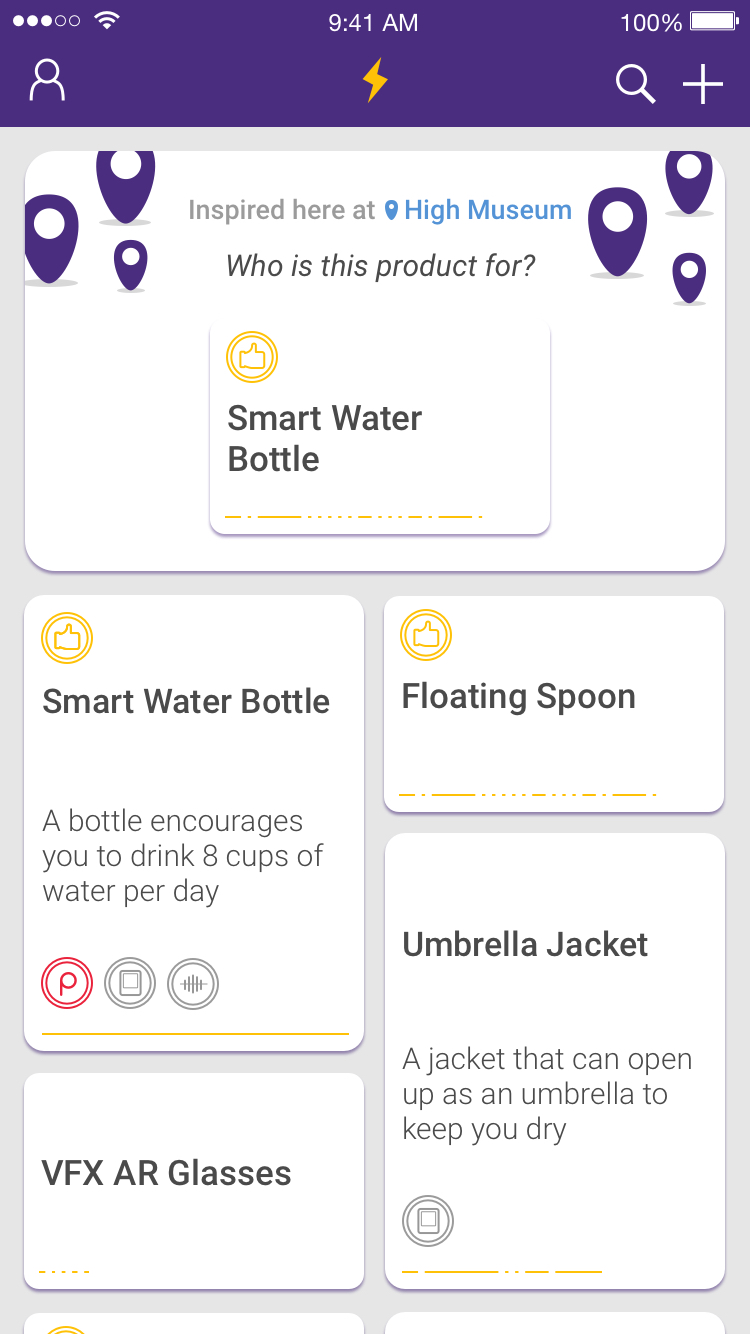 9:41 AM
100%
Inspired here at High Museum
Who is this product for?
Smart Water
Bottle
Smart Water Bottle
A bottle encourages
you to drink 8 cups of
water per day
Floating Spoon
Umbrella Jacket
A jacket that can open
up as an umbrella to
keep you dry
VFX AR Glasses